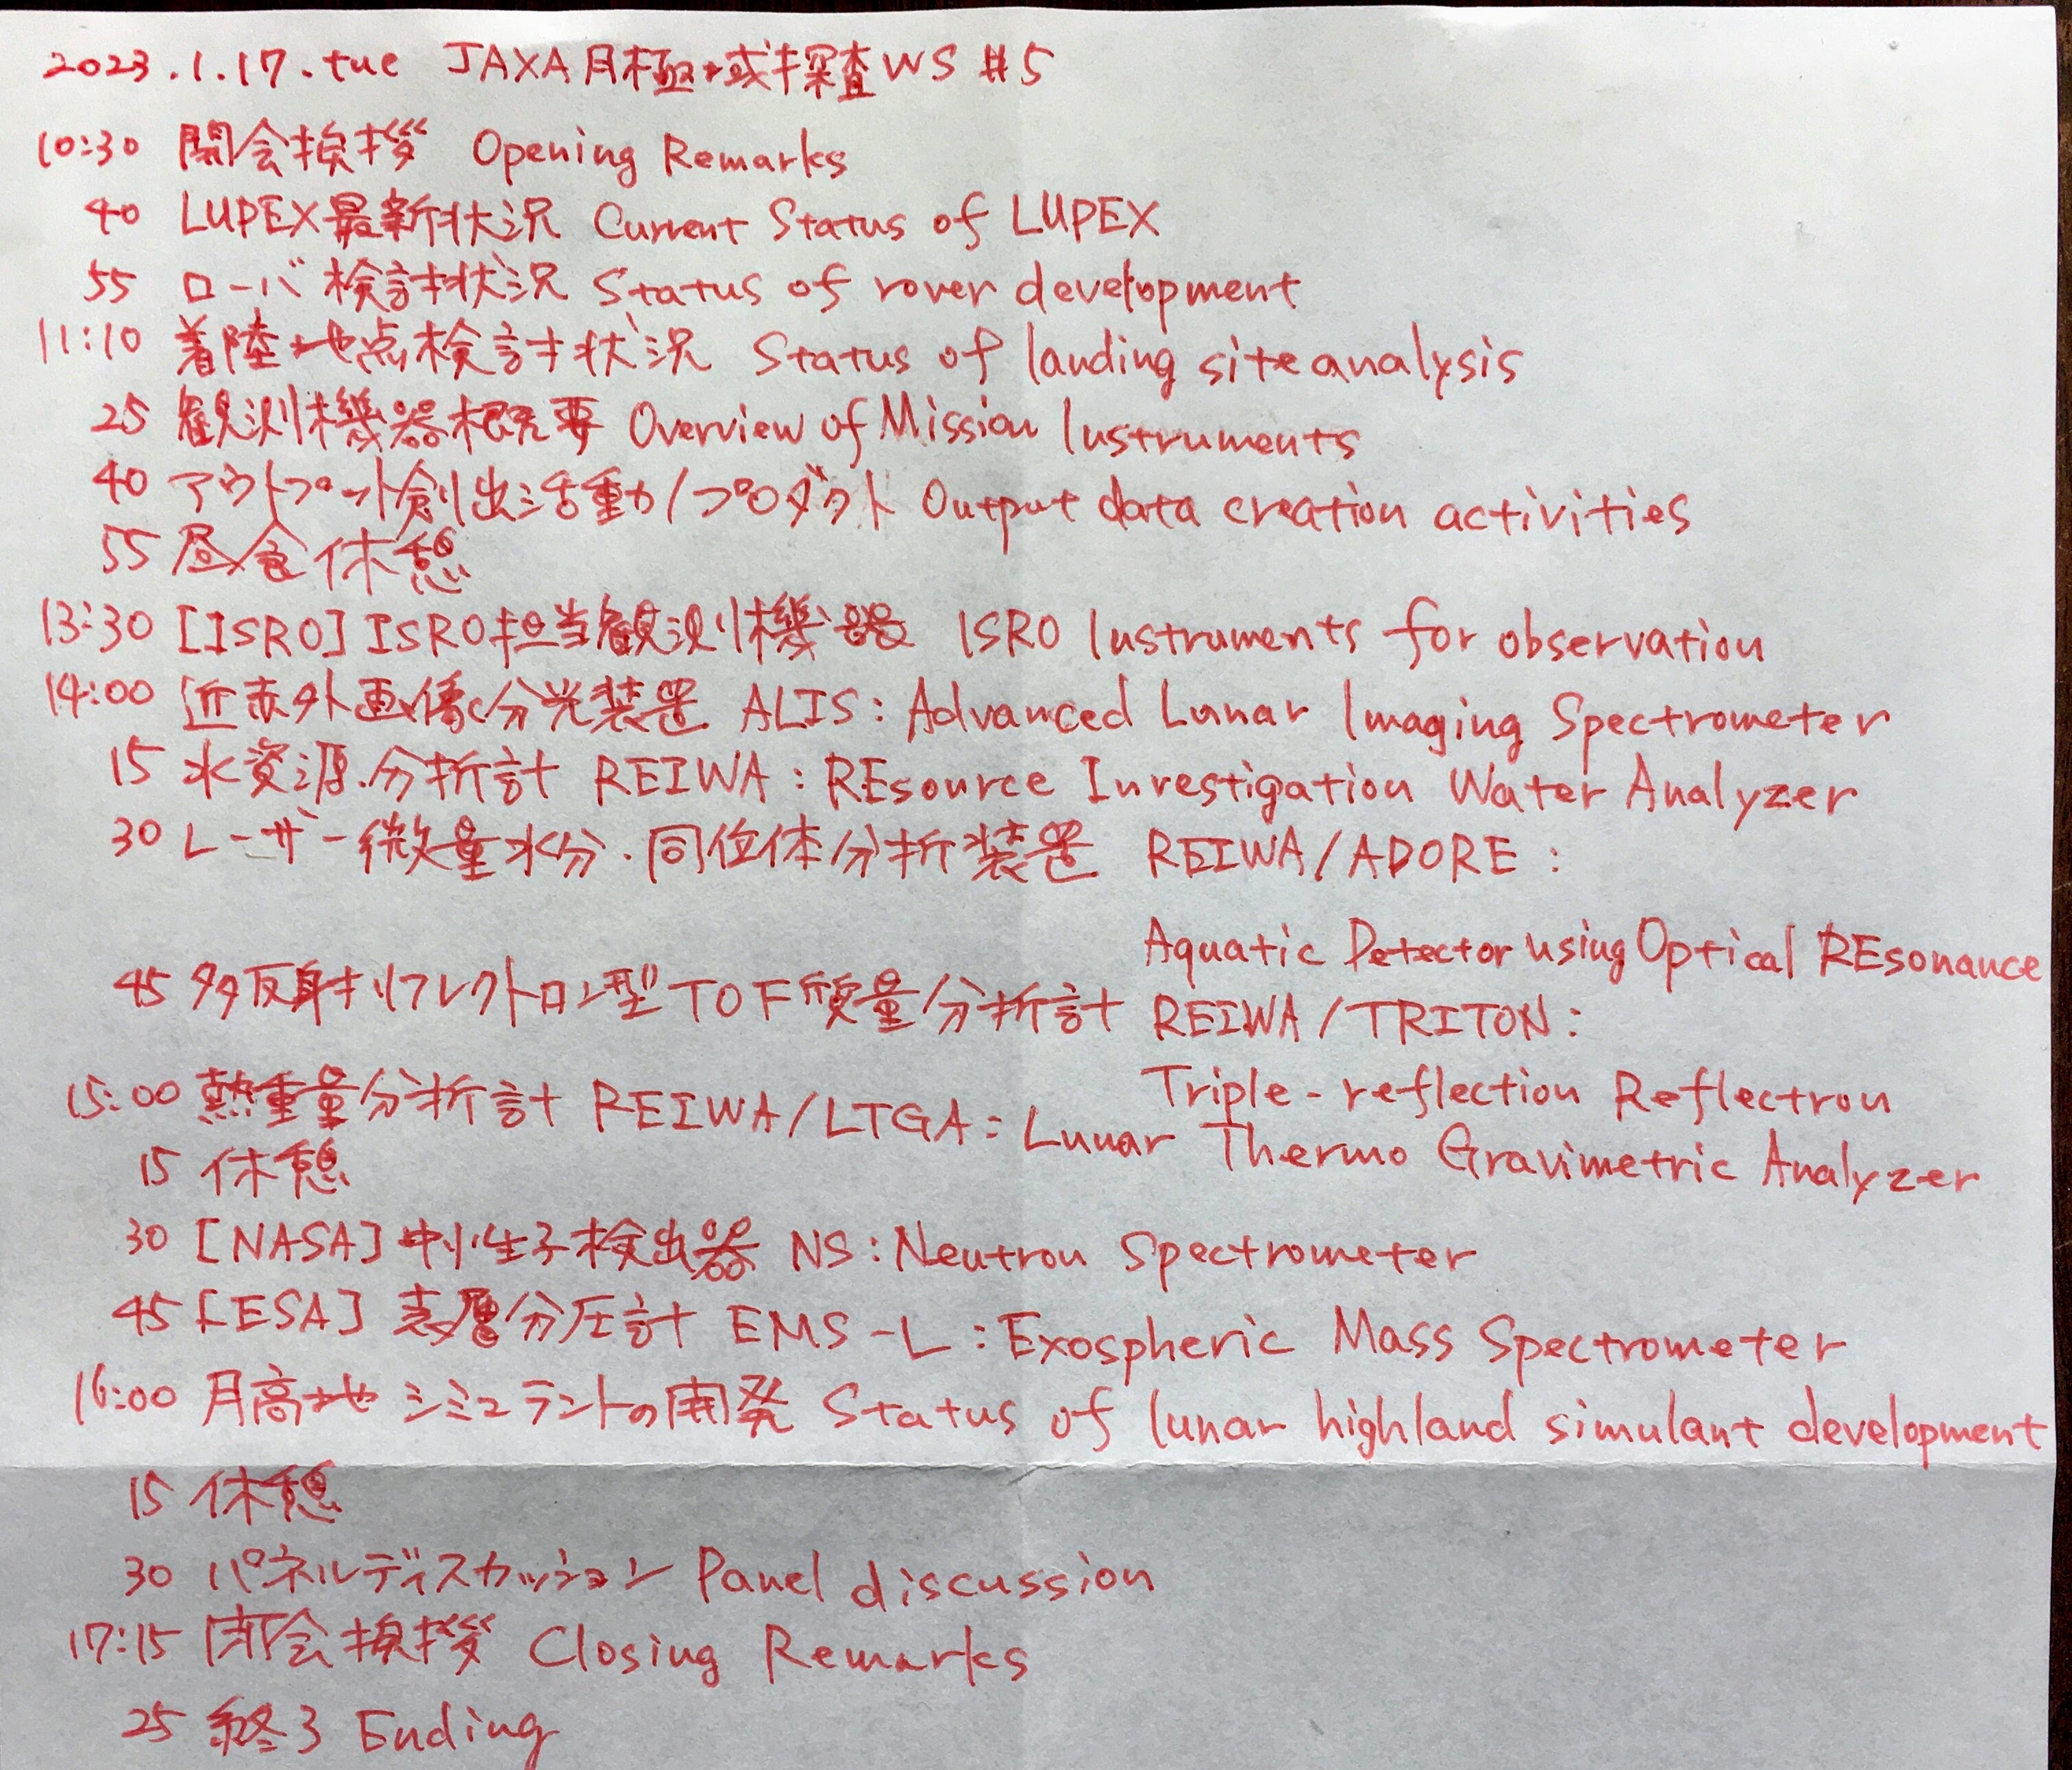 2023.1.17.tue JAXA月極域探査WS #5
10:30 開会挨拶 Opening Remarks
40 LUPEX最新状況 Current Status of LUPEX
55 ローバ検討状況 Status of rover development
11:10 着陸地点検討状況 Status of landing site analysis
25 観測機器概要 Overview of Mission Instruments
40 アウトプット創出活動/プロダクト Output data creation activities
55 昼食休憩
13:30 [ISRO] ISRO担当観測機器 ISRO Instruments for observation
14:00 近赤外画像分光装置 ALIS: Advanced Lunar Imaging Spectrometer
15 水資源分析計 REIWA: REsource Investigation Water Analyzer
30 レーザー微量水分・同位体分析装置 REIWA/ADORE:
Aquatic Detector using Optical REsonance
45 多反射リフレクトロン型TOF質量分析計 REIWA/TRITON:
Triple-reflection Reflectron
15:00 熱重量分析計 REIWA/LTGA: Lunar Thermo Gravimetric Analyzer
15 休憩
30 [NASA] 中性子検出器 NS: Neutron Spectrometer
45 [ESA] 表層分圧計 EMS-L: Exospheric Mass Spectrometer
16:00 月高地シミュラントの開発 Status of lunar highland simulant development
15 休憩
30 パネルディスカッション Panel discussion
17:15 閉会挨拶 Closing Remarks
25 終了 Ending